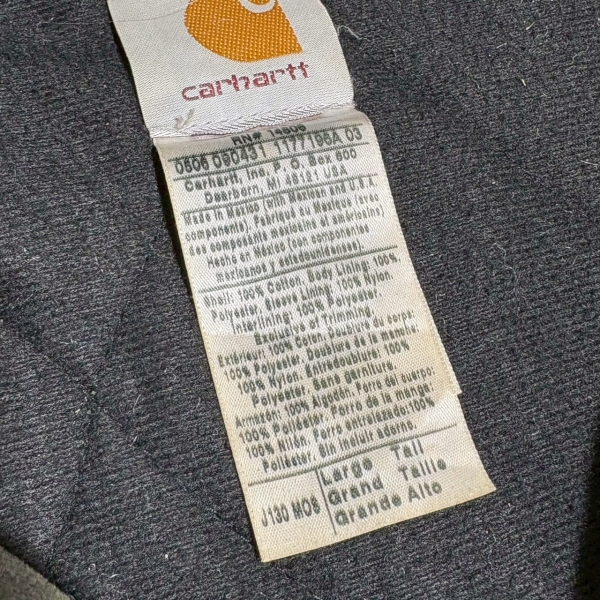 carhartt
RN# 14806
0606 090431 1177196A 03
Carhartt, Inc, P.O. Box 600
Dearborn, MI 48121 USA
Made in Mexico with Mexican and U.S.A.
components/ Fabriqué au Mexique (avec
des composants mexicains et américains)
Hecho en México (con componentes
mexicanos y estadounidenses).
Shell: 100% Cotton, Body Lining: 100%
Polyester, Sleeve Lining: 100% Nylon,
Interlining: 100% Polyester.
Exclusive of Trimming
Extérieur: 100% Coton, Doublure du corps:
100% Polyester, Doublure de la manche:
100% Nylon, Entredoublure: 100%
Polyester, Sans garniture.
Armazón: 100% Algodón, Forro del cuerpo:
100% Polléster, Forro de la manga:
100% Nilón, Forro entrazado:100%
Poliéster, Sin incluir adorns.
J130 MOS
Large Tall
Grand Taille
Grande Alto